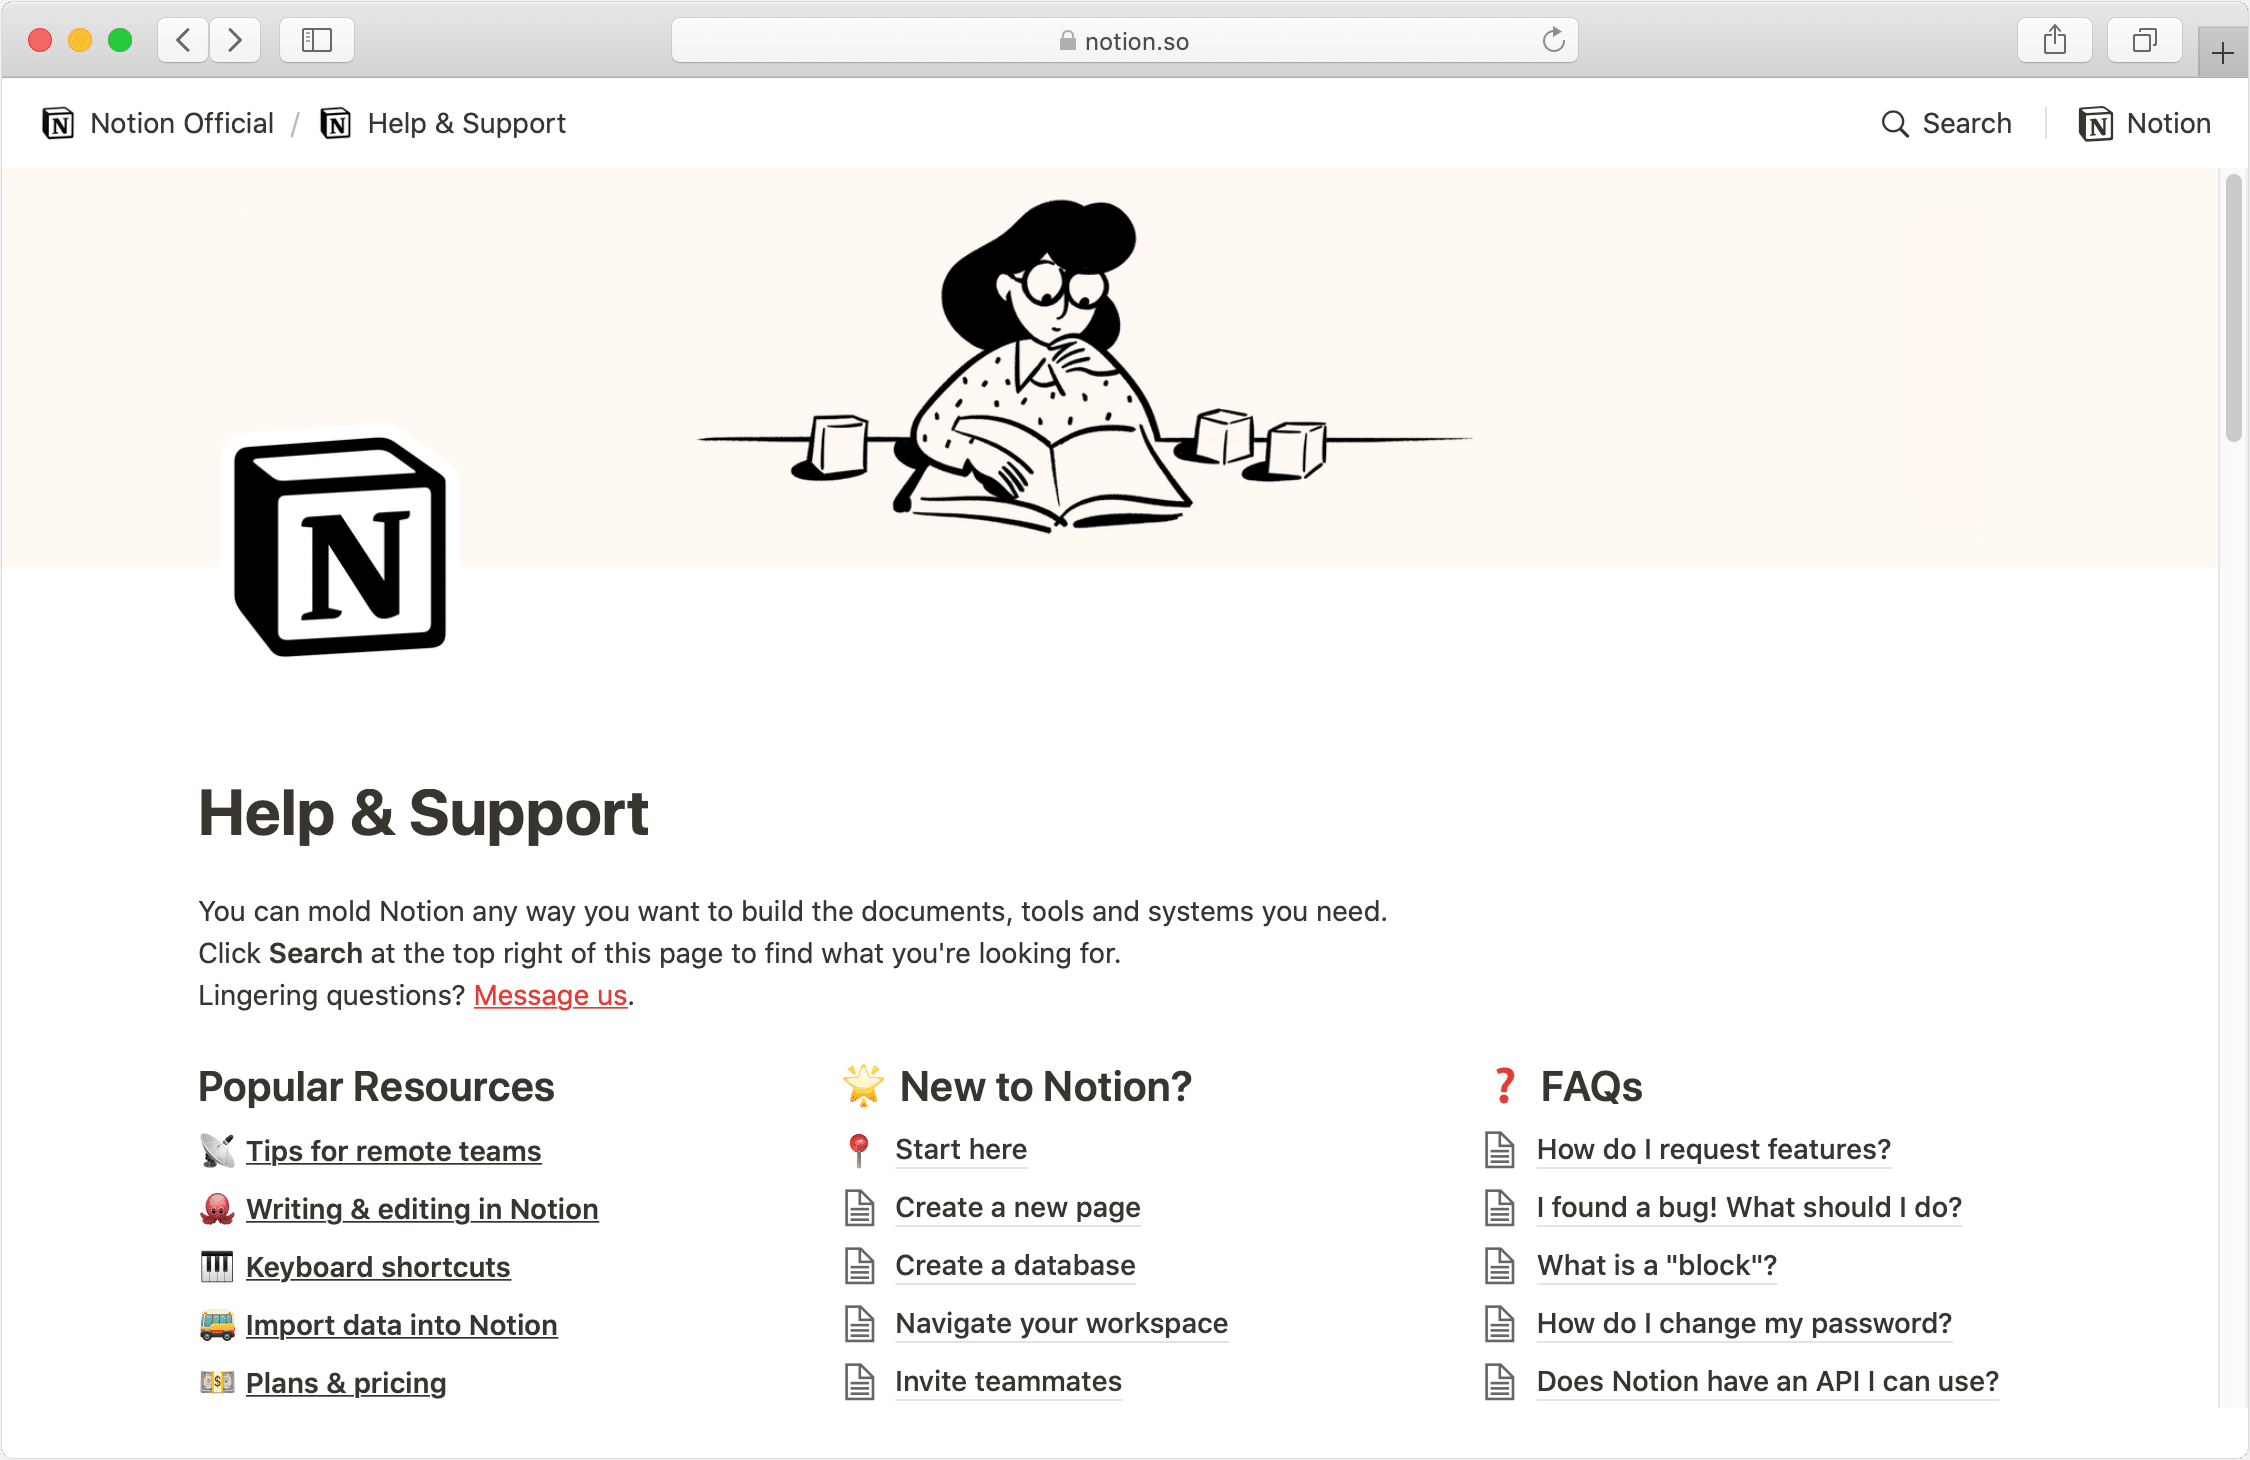 notion.so
Notion Official / Help & Support
Search
Notion
Help & Support
You can mold Notion any way you want to build the documents, tools and systems you need.
Click Search at the top right of this page to find what you're looking for.
Lingering questions? Message us.
Popular Resources
Tips for remote teams
Writing & editing in Notion
Keyboard shortcuts
Import data into Notion
Plans & pricing
New to Notion?
Start here
Create a new page
Create a database
Navigate your workspace
Invite teammates
FAQs
How do I request features?
I found a bug! What should I do?
What is a "block"?
How do I change my password?
Does Notion have an API I can use?